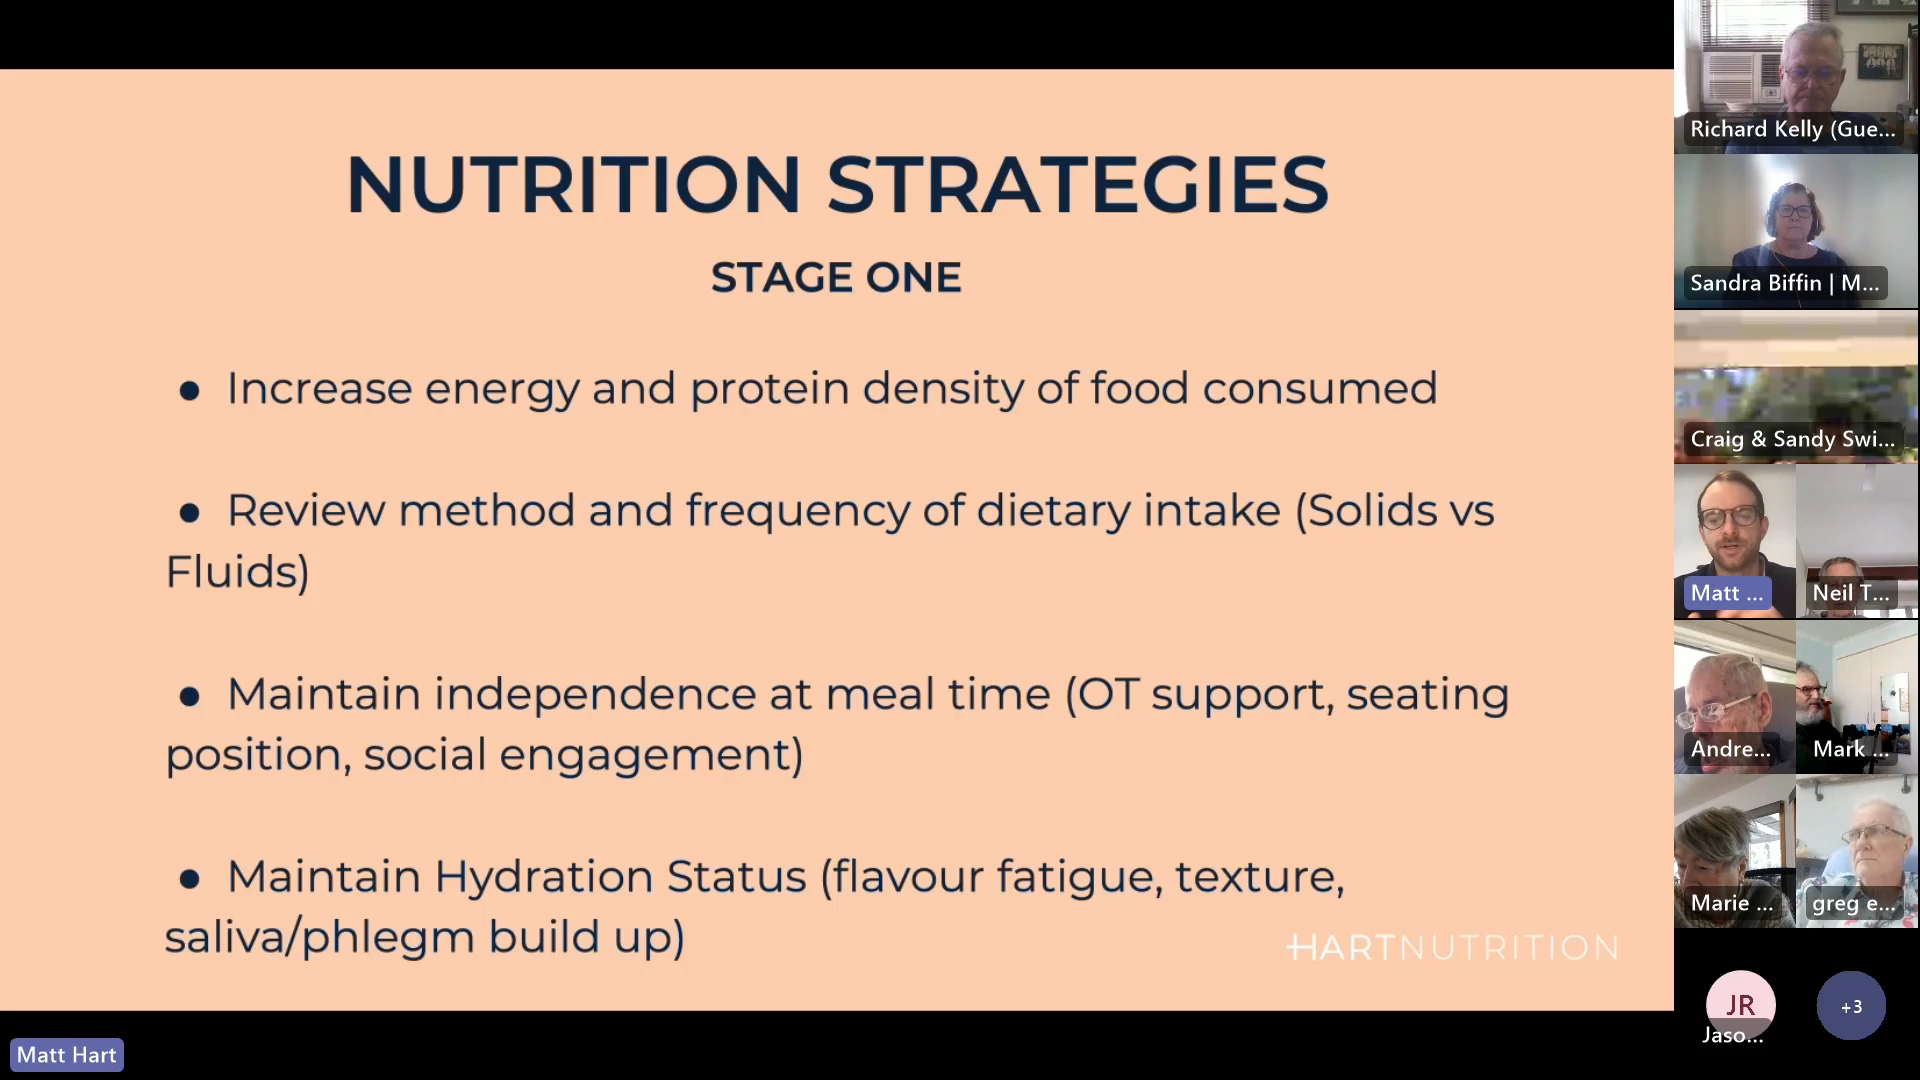 NUTRITION STRATEGIES
STAGE ONE
● Increase energy and protein density of food consumed
● Review method and frequency of dietary intake (Solids vs
Fluids)
● Maintain independence at meal time (OT support, seating
position, social engagement)
● Maintain Hydration Status (flavour fatigue, texture,
saliva/phlegm build up)
HARTNUTRITION
Matt Hart
Richard Kelly (Gue...
Sandra Biffin | M...
Craig & Sandy Swi...
Matt ...
Neil T...
Andre...
Mark ...
Marie ...
greg e...
JR
Jaso...
+3